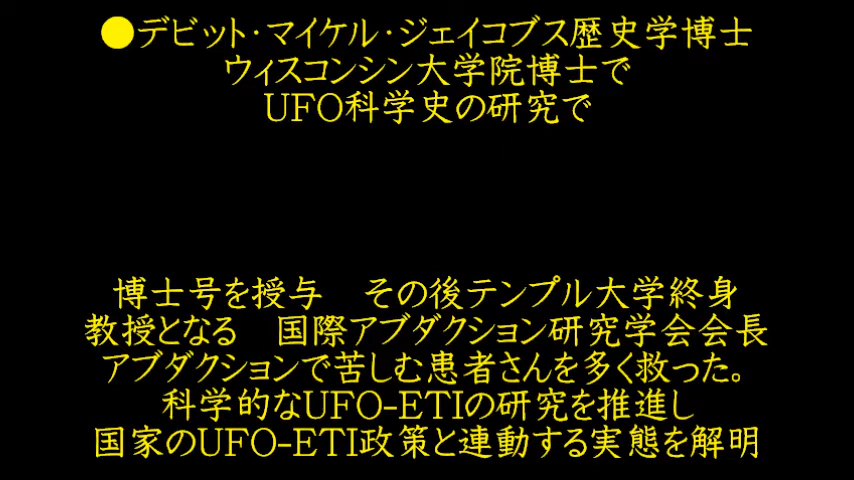 ●デビット・マイケル・ジェイコブス歴史学博士
ウィスコンシン大学院博士で
UFO科学史の研究で
博士号を授与　その後テンプル大学終身
教授となる　国際アブダクション研究学会会長
アブダクションで苦しむ患者さんを多く救った。
科学的なUFO-ETIの研究を推進し
国家のUFO-ETI政策と連動する実態を解明